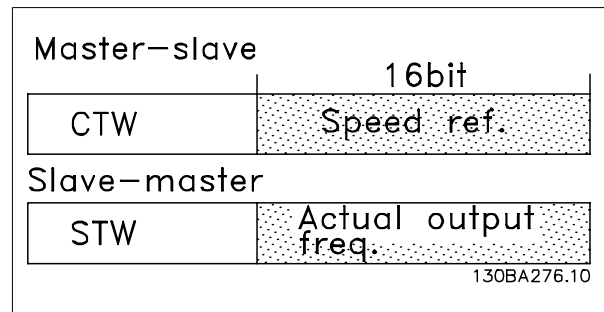 Master-slave
16bit
CTW
Speed ref.
Slave-master
STW
Actual output
freq.
130BA276.10